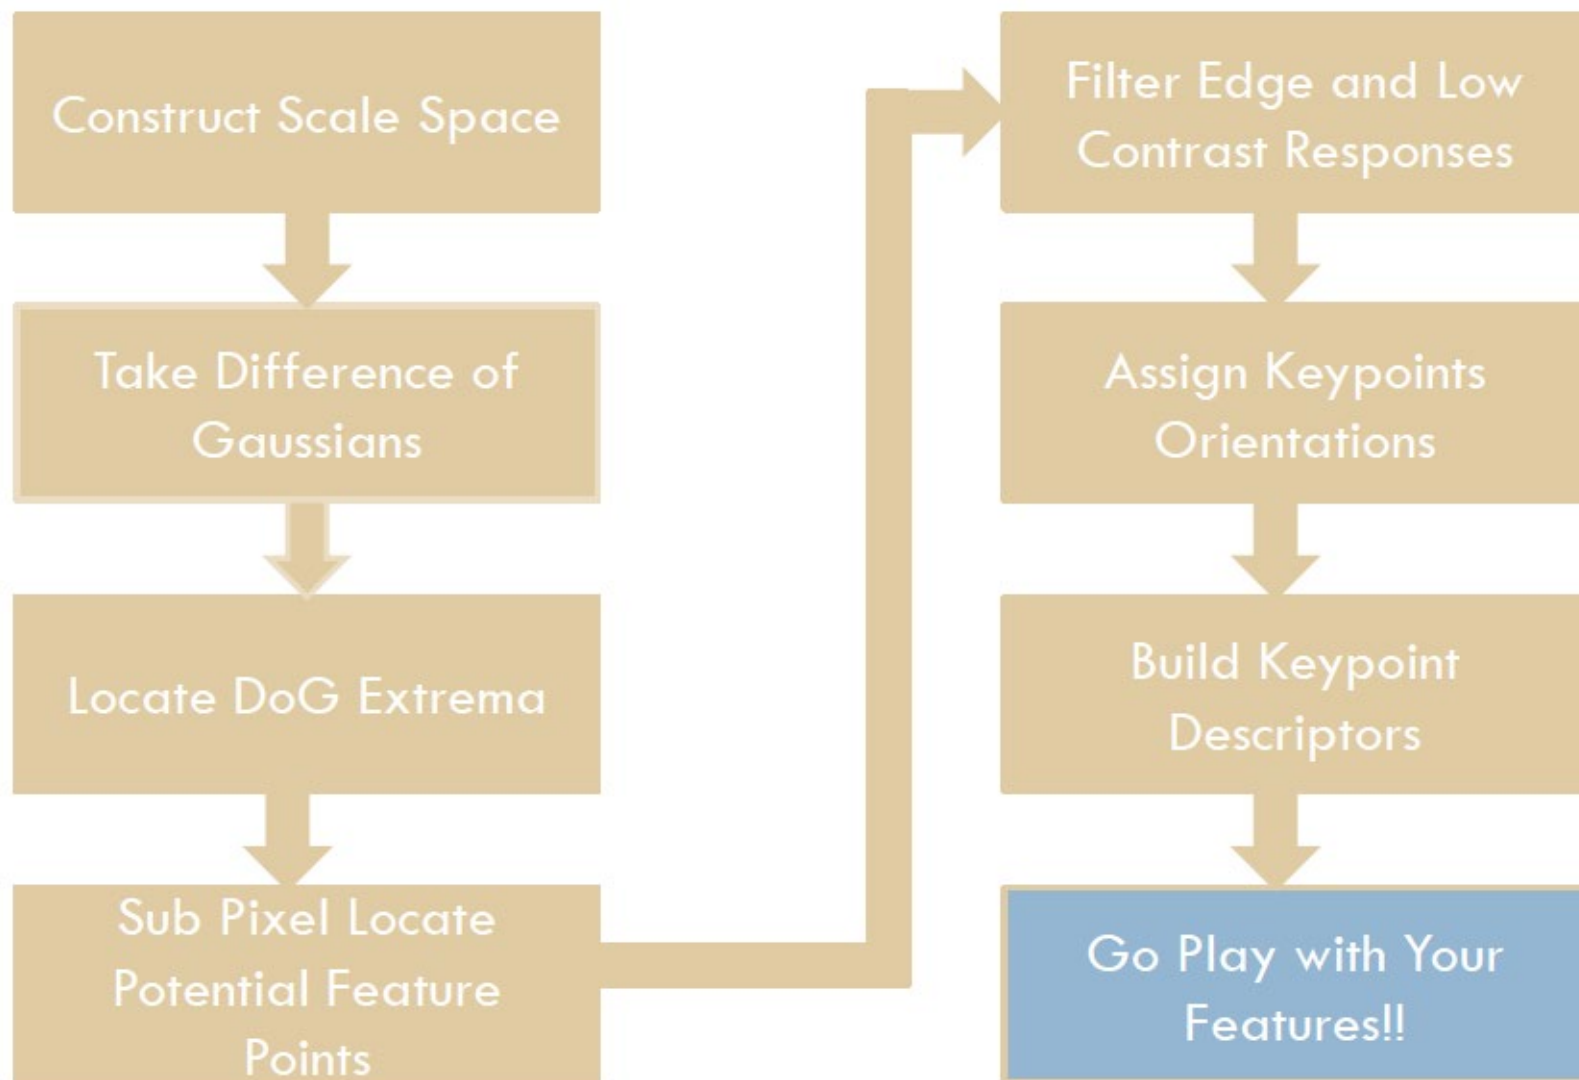 Construct Scale Space
Take Difference of
Gaussians
Locate DoG Extrema
Sub Pixel Locate
Potential Feature
Points
Filter Edge and Low
Contrast Responses
Assign Keypoints
Orientations
Build Keypoint
Descriptors
Go Play with Your
Features!!